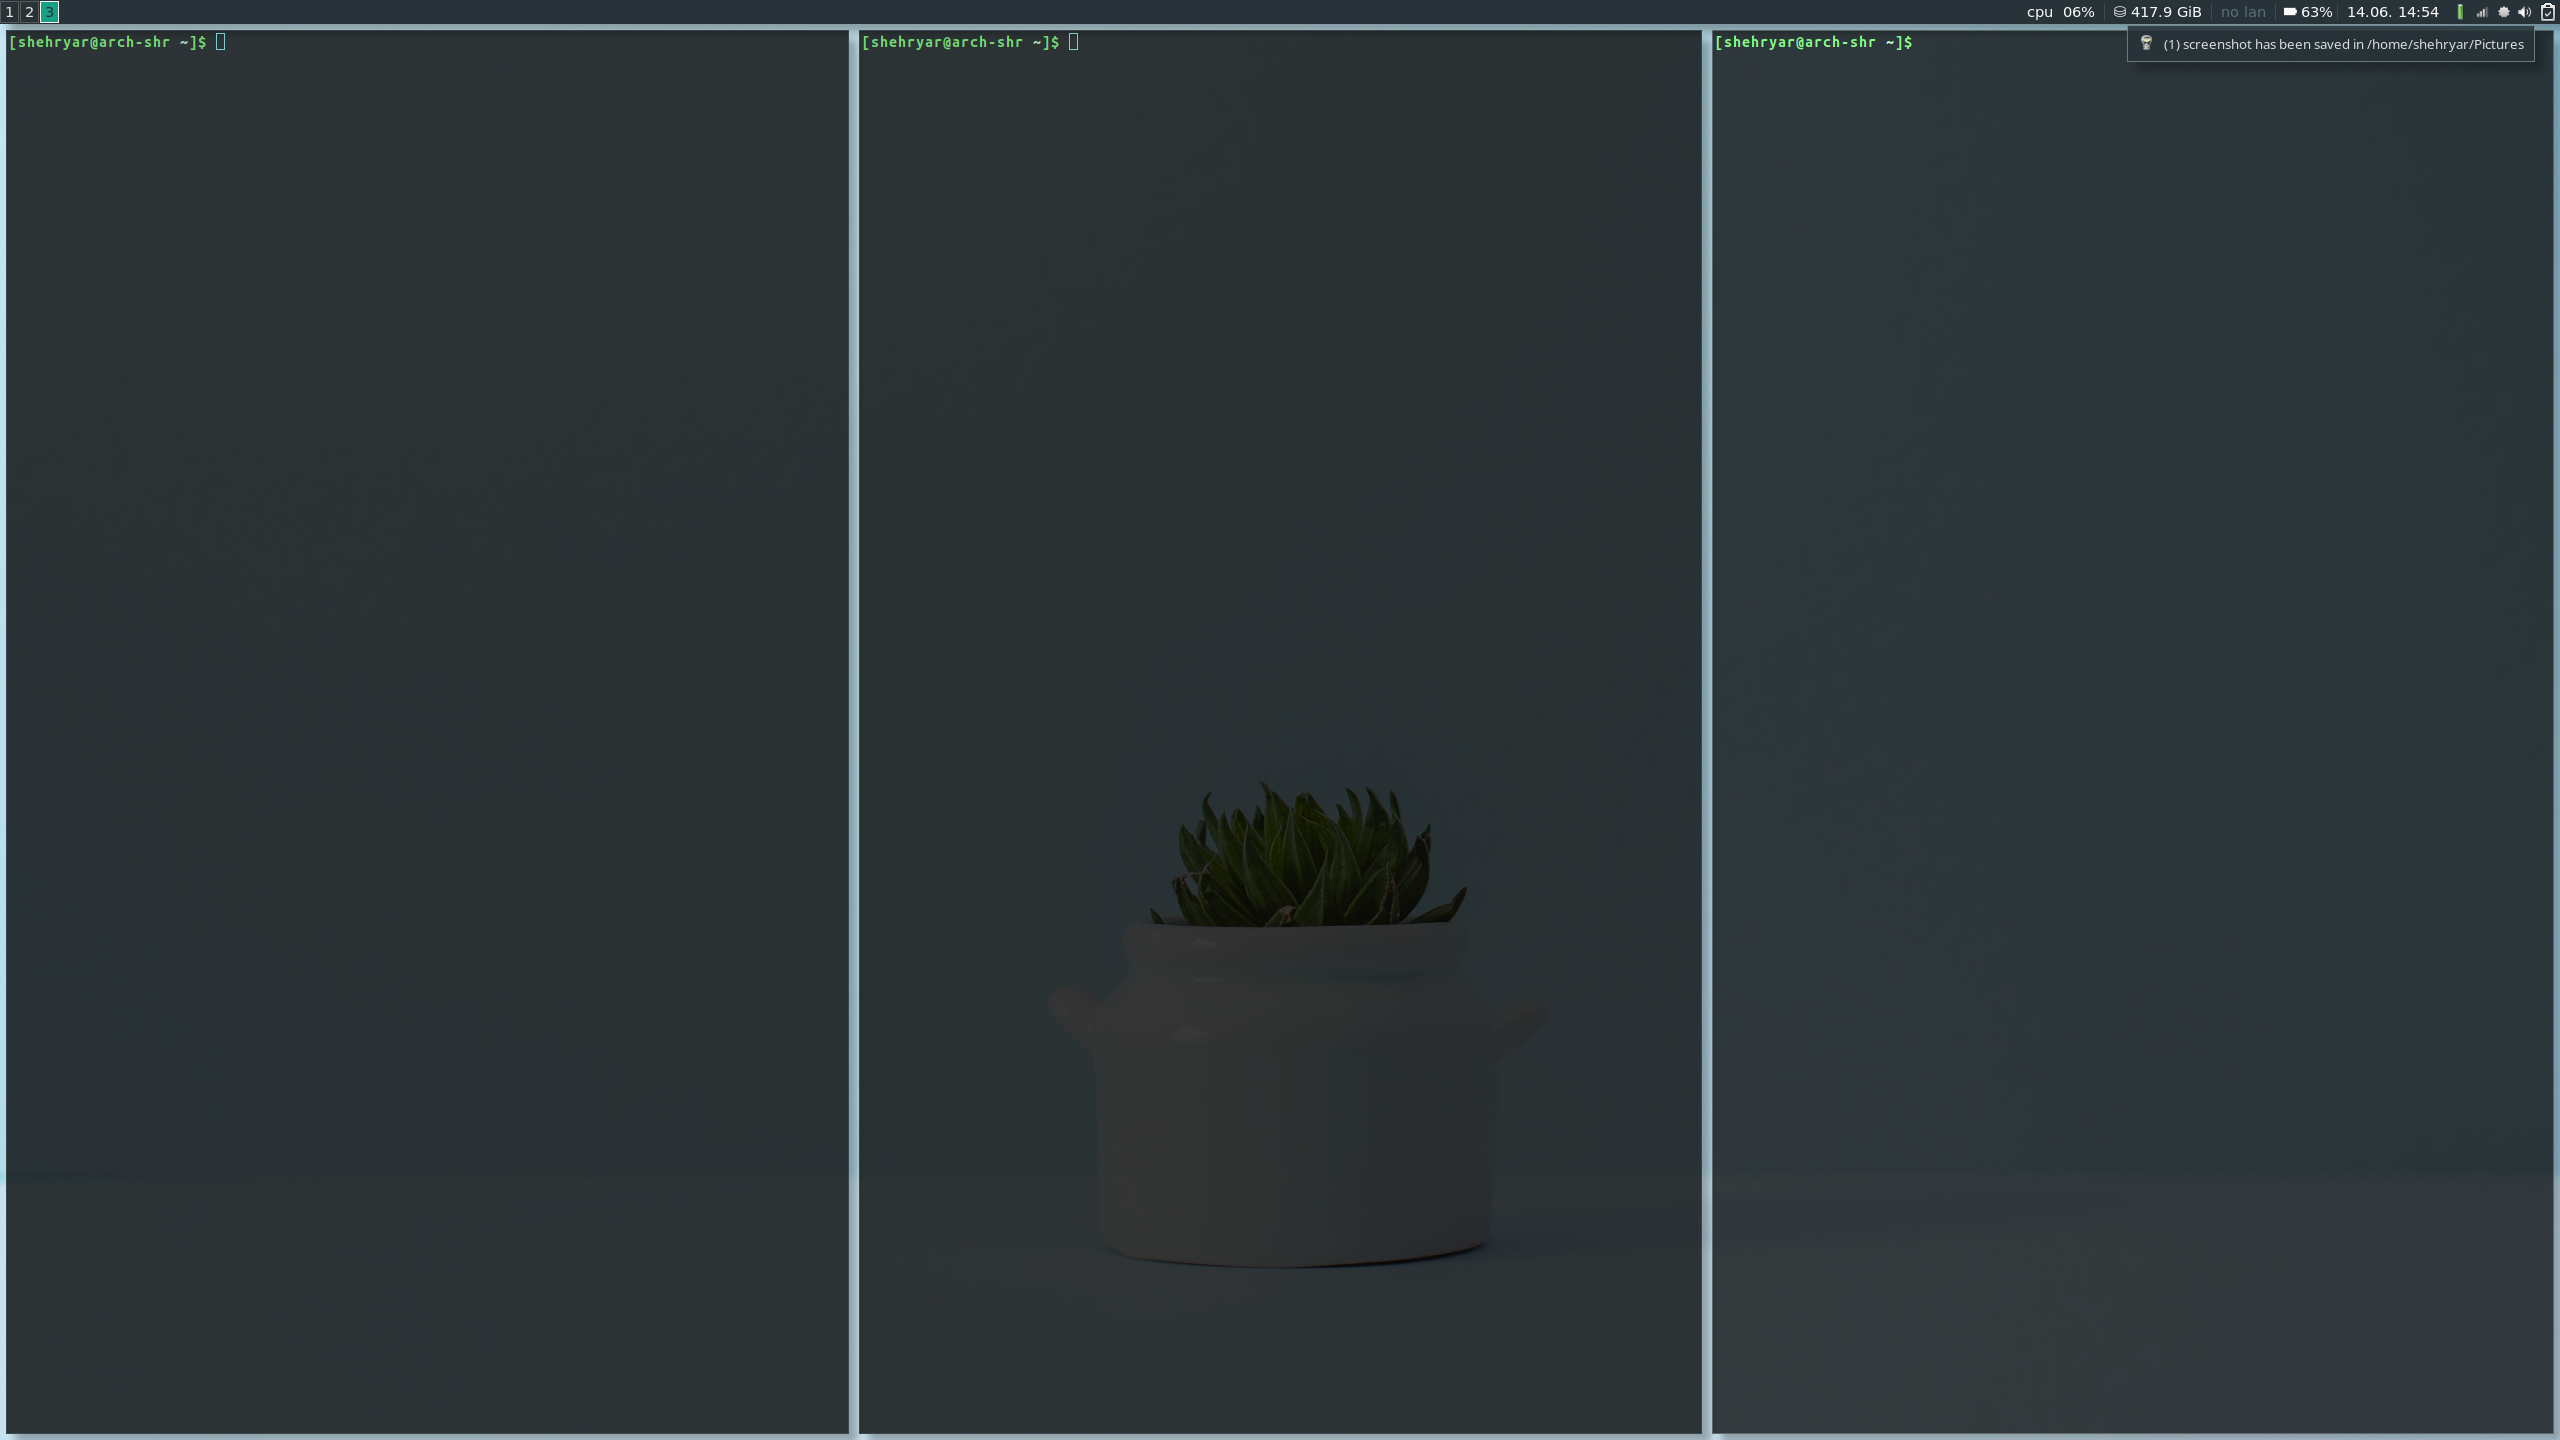 1 2 3 cpu 06% 417.9 GiB no lan 63% 14.06. 14:54
[shehryar@arch-shr ~]$
[shehryar@arch-shr ~]$
[shehryar@arch-shr ~]$
(1) screenshot has been saved in /home/shehryar/Pictures